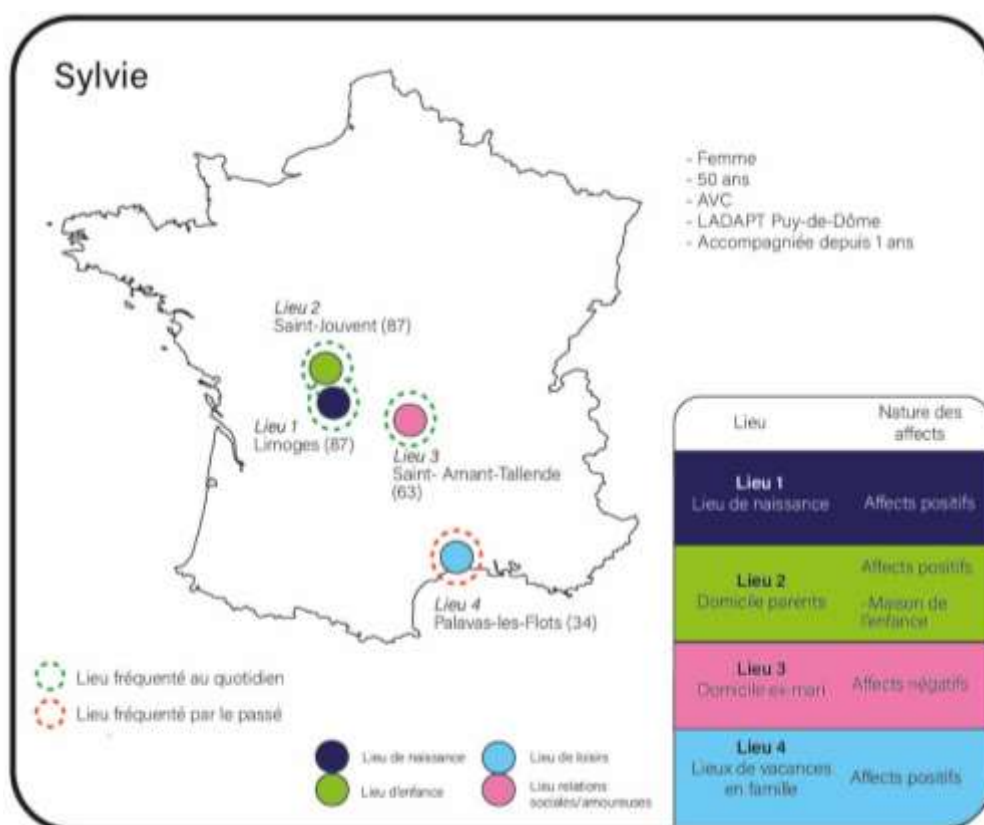 Sylvie
- Femme
- 50 ans
- AVC
- LADAPT Puy-de-Dôme
- Accompagniée depuis 1 ans
Lieu 2
Saint-Jouvent (87)
Lieu 1
Limoges (87)
Lieu 3
Saint- Amant-Tallende
(63)
Lieu 4
Palavas-les-Flots (34)
Lieu fréquenté au quotidien
Lieu fréquenté par le passé
Lieu de naissance
Lieu d'enfance
Lieu de loisirs
Lieu relations
sociales/amoureuses
Lieu
Nature des
affects
Lieu 1
Lieu de naissance
Affects positifs
Lieu 2
Domicile parents
Affects positifs
-Maison de
l'enfance
Lieu 3
Domicile ex-mari
Affects négatifs
Lieu 4
Lieux de vacances
en famille
Affects positifs